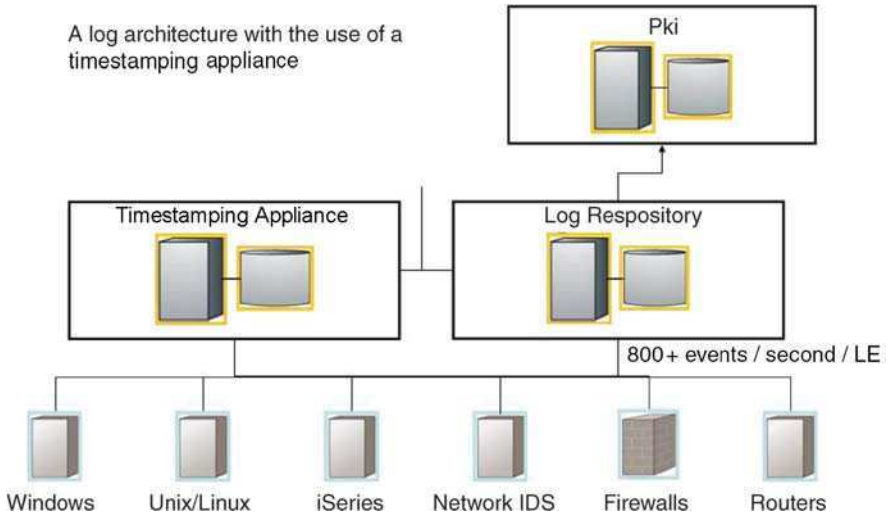 A log architecture with the use of a
timestamping appliance
Pki
Timestamping Appliance
Log Respository
800+ events / second / LE
Windows
Unix/Linux
iSeries
Network IDS
Firewalls
Routers